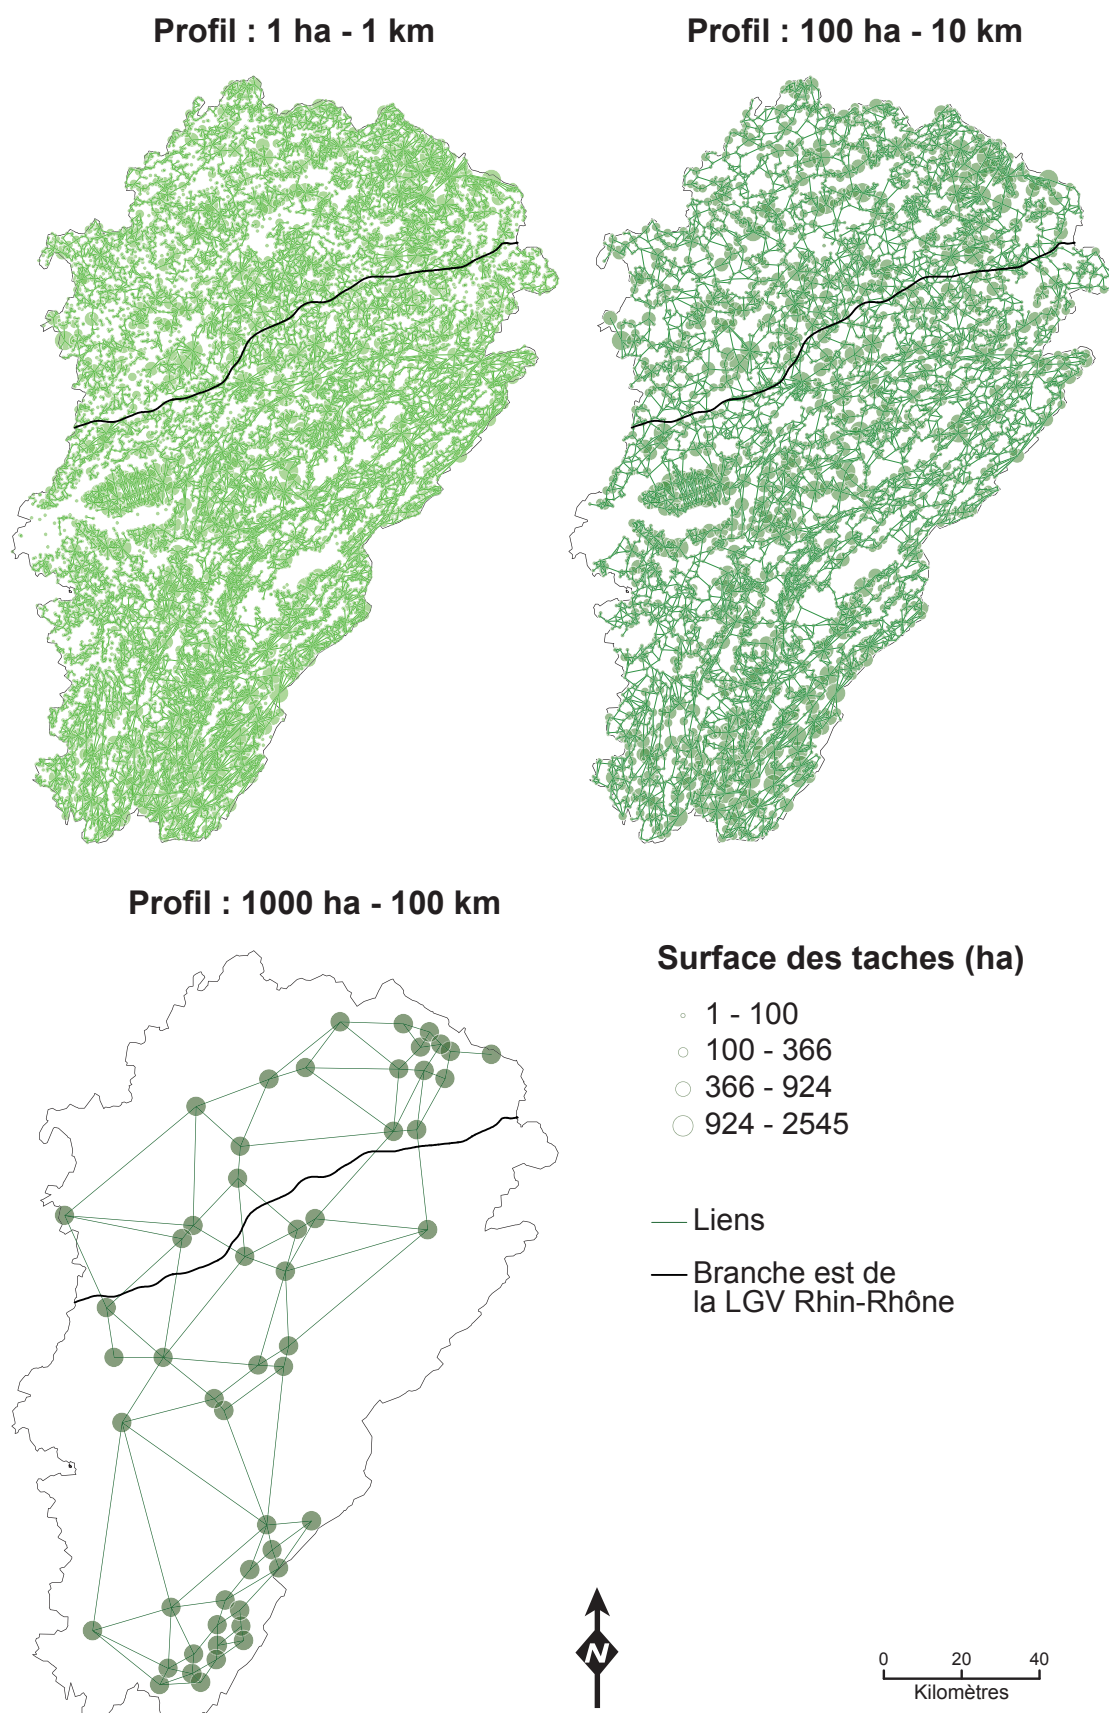 Profil : 1 ha - 1 km
Profil : 100 ha - 10 km
Profil : 1000 ha - 100 km
Surface des taches (ha)
1 - 100
100 - 366
366 - 924
924 - 2545
Liens
Branche est de
la LGV Rhin-Rhône
N
0 20 40
Kilomètres